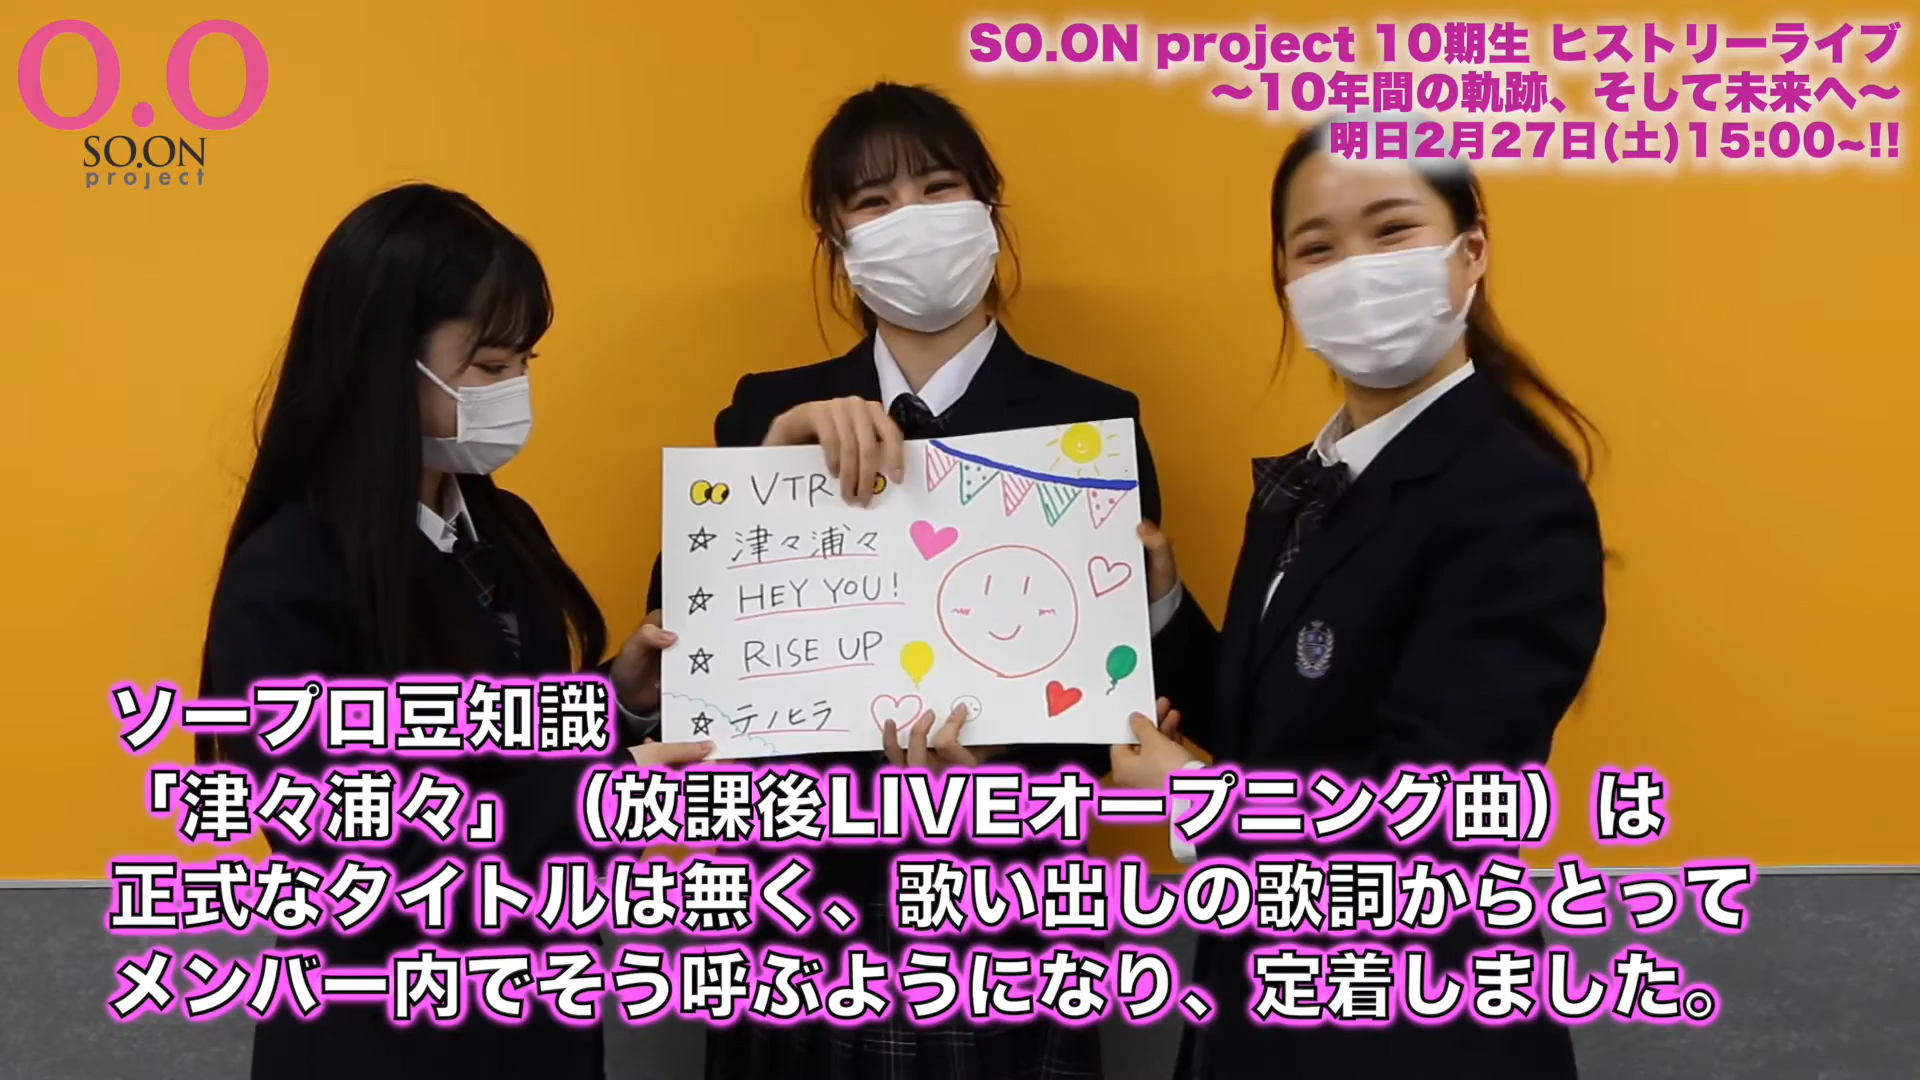 O.O
SO.ON
project
SO.ON project 10期生 ヒストリーライブ
〜10年間の軌跡、そして未来へ〜
明日2月27日(土)15:00~!!
VTR
☆ 津々浦々
☆ HEY YOU!
☆ RISE UP
☆ テノヒラ
ソープロ豆知識
「津々浦々」（放課後LIVEオープニング曲）は
正式なタイトルは無く、歌い出しの歌詞からとって
メンバー内でそう呼ぶようになり、定着しました。